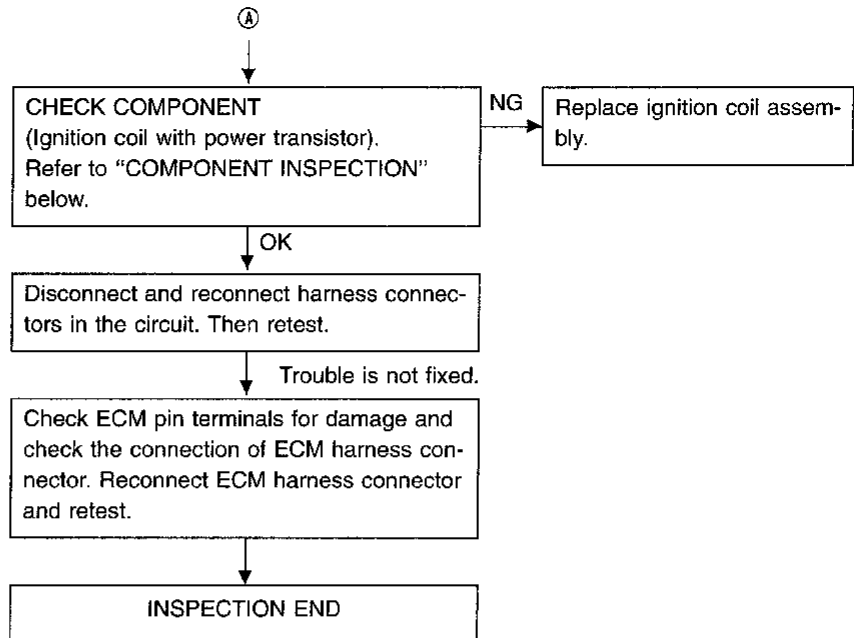 Ⓐ
CHECK COMPONENT
(Ignition coil with power transistor).
Refer to “COMPONENT INSPECTION”
below.
NG
Replace ignition coil assem-
bly.
OK
Disconnect and reconnect harness connec-
tors in the circuit. Then retest.
Trouble is not fixed.
Check ECM pin terminals for damage and
check the connection of ECM harness con-
nector. Reconnect ECM harness connector
and retest.
INSPECTION END